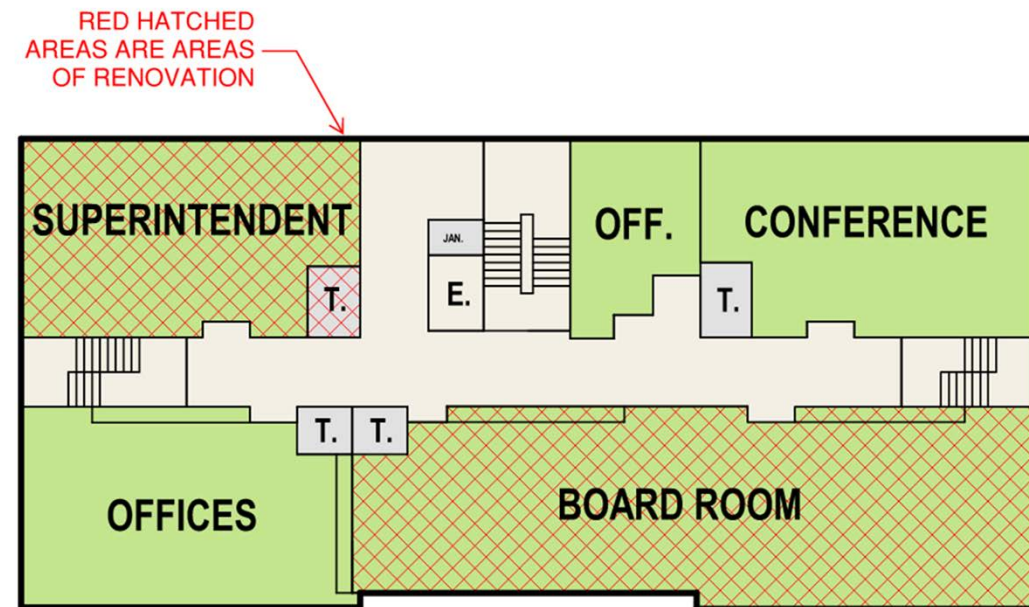 RED HATCHED
AREAS ARE AREAS
OF RENOVATION
SUPERINTENDENT
OFF.
CONFERENCE
JAN.
E.
T.
T.
T.
T.
OFFICES
BOARD ROOM